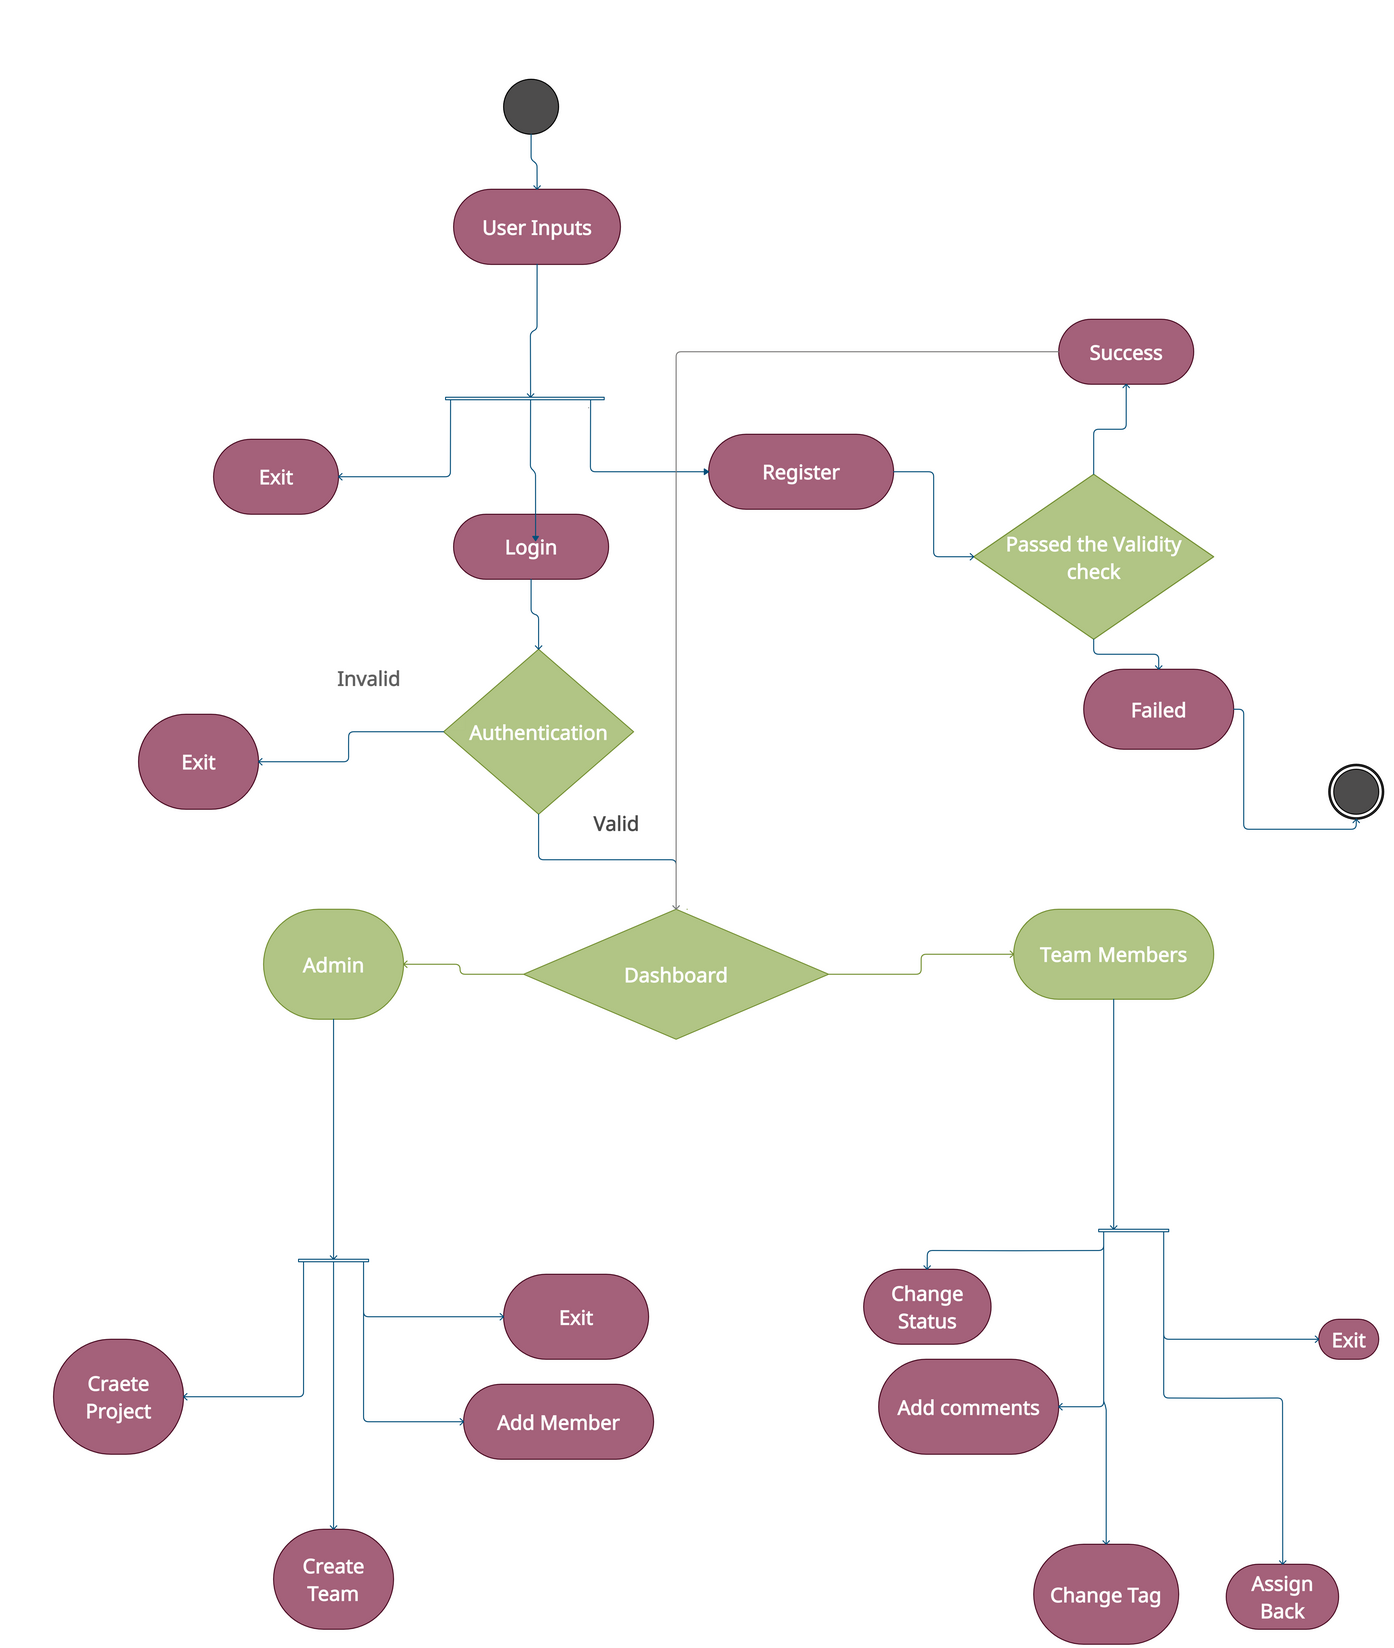 User Inputs
Success
Exit
Register
Login
Passed the Validity
check
Invalid
Authentication
Failed
Exit
Valid
Admin
Dashboard
Team Members
Change
Status
Exit
Exit
Craete
Project
Add Member
Add comments
Create
Team
Change Tag
Assign
Back